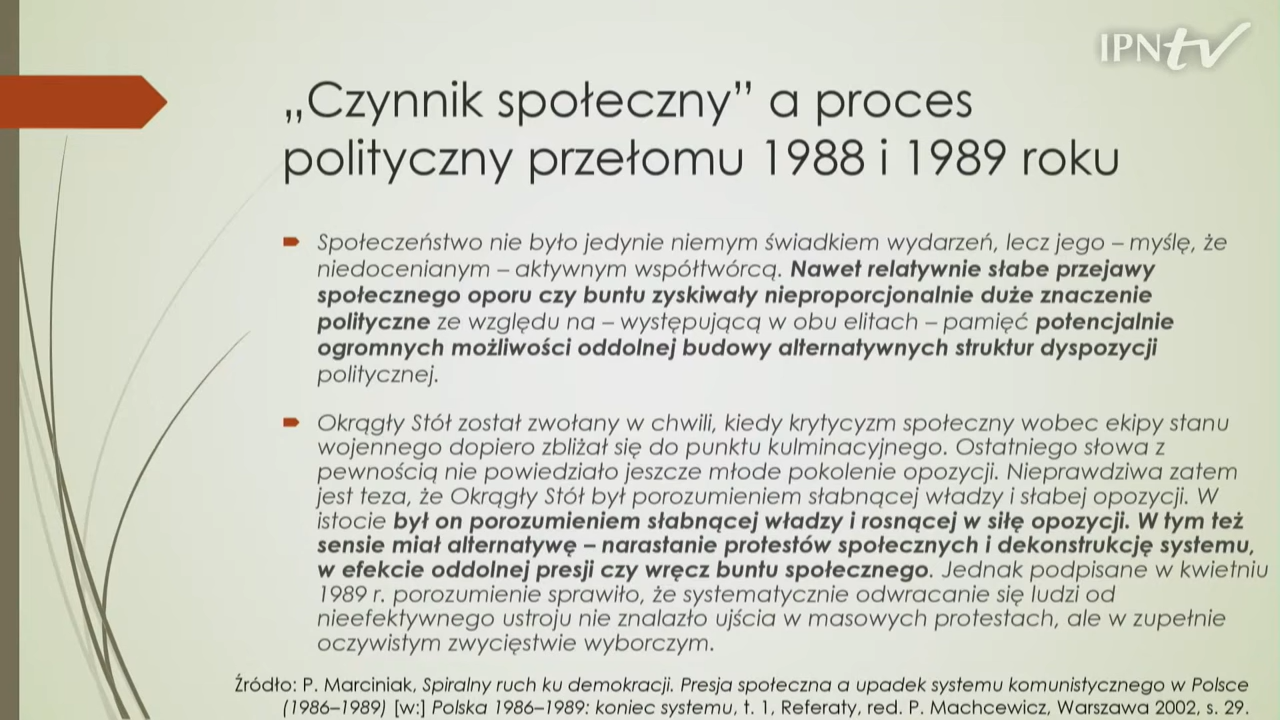 IPNtv
„Czynnik społeczny” a proces
polityczny przełomu 1988 i 1989 roku
Społeczeństwo nie było jedynie niemym świadkiem wydarzeń, lecz jego – myślę, że
niedocenianym – aktywnym współtwórcą. Nawet relatywnie słabe przejawy
społecznego oporu czy buntu zyskiwały nieproporcjonalnie duże znaczenie
polityczne ze względu na – występującą w obu elitach – pamięć potencjalnie
ogromnych możliwości oddolnej budowy alternatywnych struktur dyspozycji
politycznej.
Okrągły Stół został zwołany w chwili, kiedy krytycyzm społeczny wobec ekipy stanu
wojennego dopiero zbliżał się do punktu kulminacyjnego. Ostatniego słowa z
pewnością nie powiedziało jeszcze młode pokolenie opozycji. Nieprawdziwa zatem
jest teza, że Okrągły Stół był porozumieniem słabnącej władzy i słabej opozycji. W
istocie był on porozumieniem słabnącej władzy i rosnącej w siłę opozycji. W tym też
sensie miał alternatywę – narastanie protestów społecznych i dekonstrukcję systemu,
w efekcie oddolnej presji czy wręcz buntu społecznego. Jednak podpisane w kwietniu
1989 r. porozumienie sprawiło, że systematycznie odwracanie się ludzi od
nieefektywnego ustroju nie znalazło ujścia w masowych protestach, ale w zupełnie
oczywistym zwycięstwie wyborczym.
Źródło: P. Marciniak, Spiralny ruch ku demokracji. Presja społeczna a upadek systemu komunistycznego w Polsce
(1986–1989) [w:] Polska 1986–1989: koniec systemu, t. 1, Referaty, red. P. Machcewicz, Warszawa 2002, s. 29.